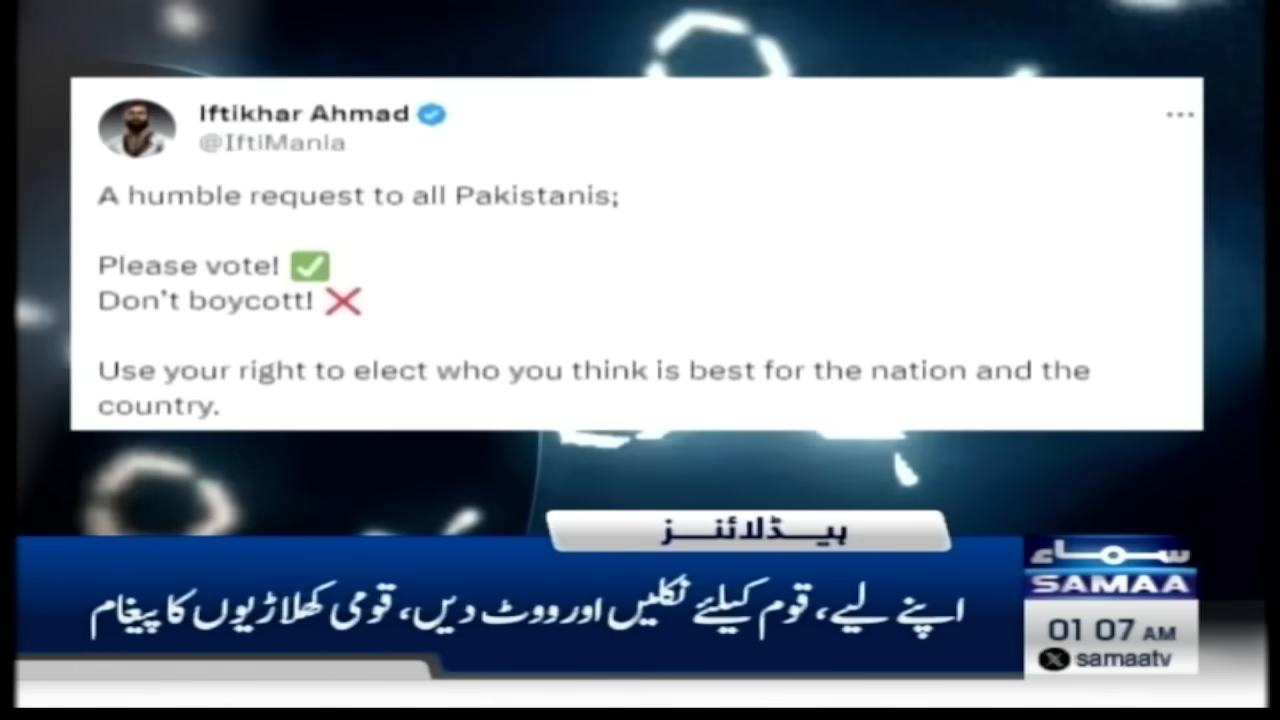 Iftikhar Ahmad
@IftiMania
A humble request to all Pakistanis;
Please vote! ✅
Don't boycott! ❌
Use your right to elect who you think is best for the nation and the
country.
ہیڈلائنز
اپنے لیے، قوم کیلئے نکلیں اور ووٹ دیں، قومی کھلاڑیوں کا پیغام
سماء
SAMAA
01 07 AM
X samaatv